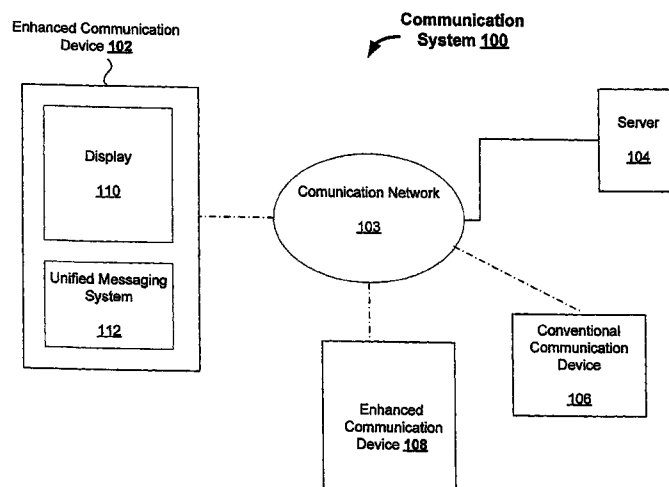 Enhanced Communication
Device 102
Communication
System 100
Display
110
Unified Messaging
System
112
Comunication Network
103
Server
104
Conventional
Communication
Device
106
Enhanced
Communication
Device 108